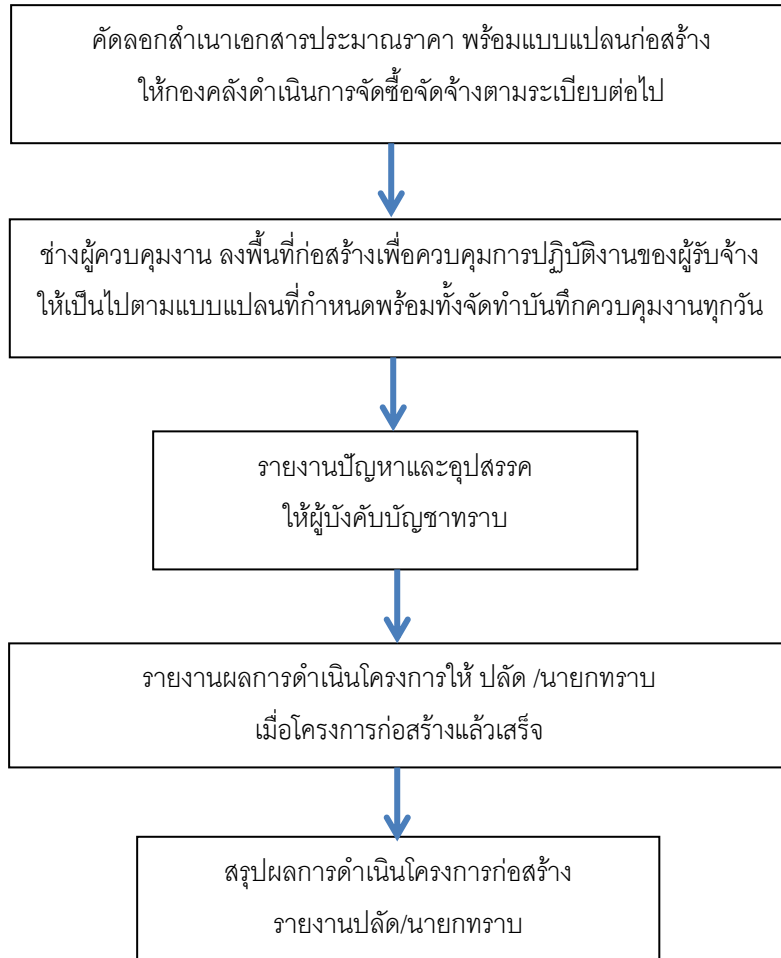 คัดลอกสำเนาเอกสารประมาณราคา พร้อมแบบแปลนก่อสร้าง
ให้กองคลังดำเนินการจัดซื้อจัดจ้างตามระเบียบต่อไป
ช่างผู้ควบคุมงาน ลงพื้นที่ก่อสร้างเพื่อควบคุมการปฏิบัติงานของผู้รับจ้าง
ให้เป็นไปตามแบบแปลนที่กำหนดพร้อมทั้งจัดทำบันทึกควบคุมงานทุกวัน
รายงานปัญหาและอุปสรรค
ให้ผู้บังคับบัญชาทราบ
รายงานผลการดำเนินโครงการให้ ปลัด /นายกทราบ
เมื่อโครงการก่อสร้างแล้วเสร็จ
สรุปผลการดำเนินโครงการก่อสร้าง
รายงานปลัด/นายกทราบ